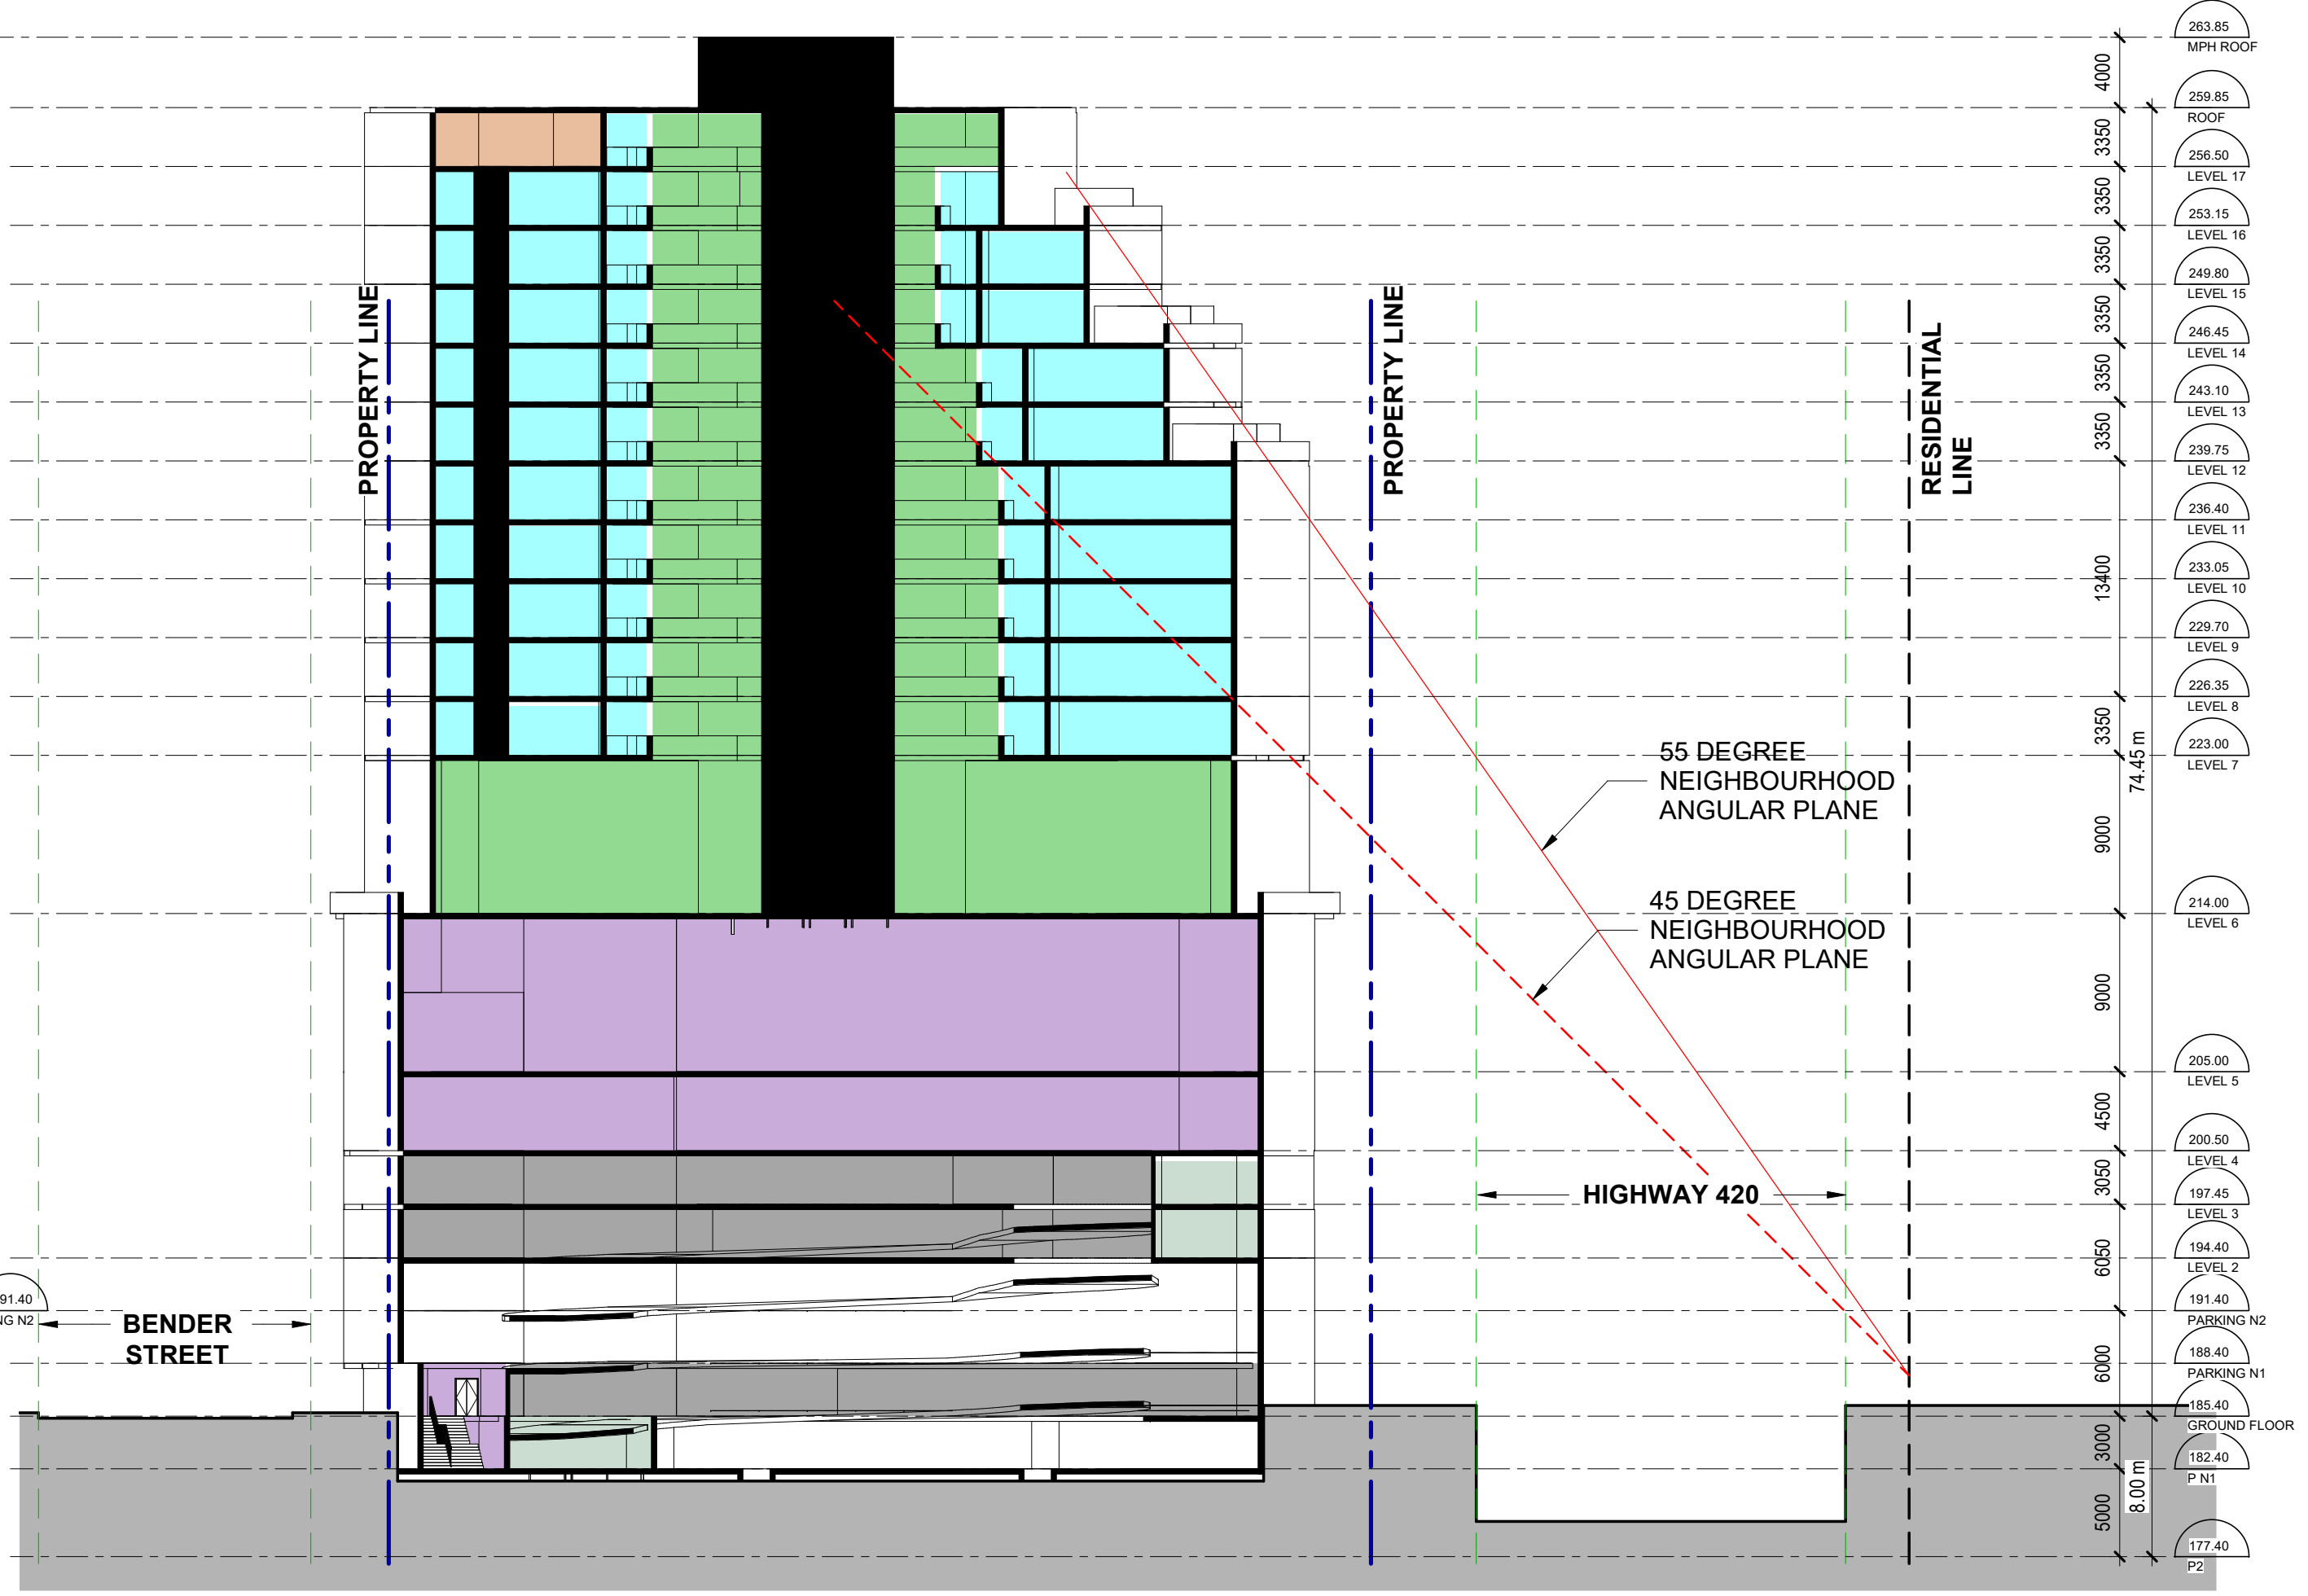 263.85
MPH ROOF
4000
259.85
ROOF
3350
256.50
LEVEL 17
3350
253.15
LEVEL 16
3350
249.80
LEVEL 15
3350
246.45
LEVEL 14
3350
243.10
LEVEL 13
3350
239.75
LEVEL 12
236.40
LEVEL 11
13400
233.05
LEVEL 10
229.70
LEVEL 9
226.35
LEVEL 8
3350
223.00
LEVEL 7
74.45 m
9000
214.00
LEVEL 6
9000
205.00
LEVEL 5
4500
200.50
LEVEL 4
3050
197.45
LEVEL 3
6050
194.40
LEVEL 2
191.40
PARKING N2
6000
188.40
PARKING N1
185.40
GROUND FLOOR
3000
182.40
P N1
8.00 m
5000
177.40
P2
PROPERTY LINE
PROPERTY LINE
RESIDENTIAL
LINE
55 DEGREE
NEIGHBOURHOOD
ANGULAR PLANE
45 DEGREE
NEIGHBOURHOOD
ANGULAR PLANE
HIGHWAY 420
91.40
NG N2
BENDER
STREET